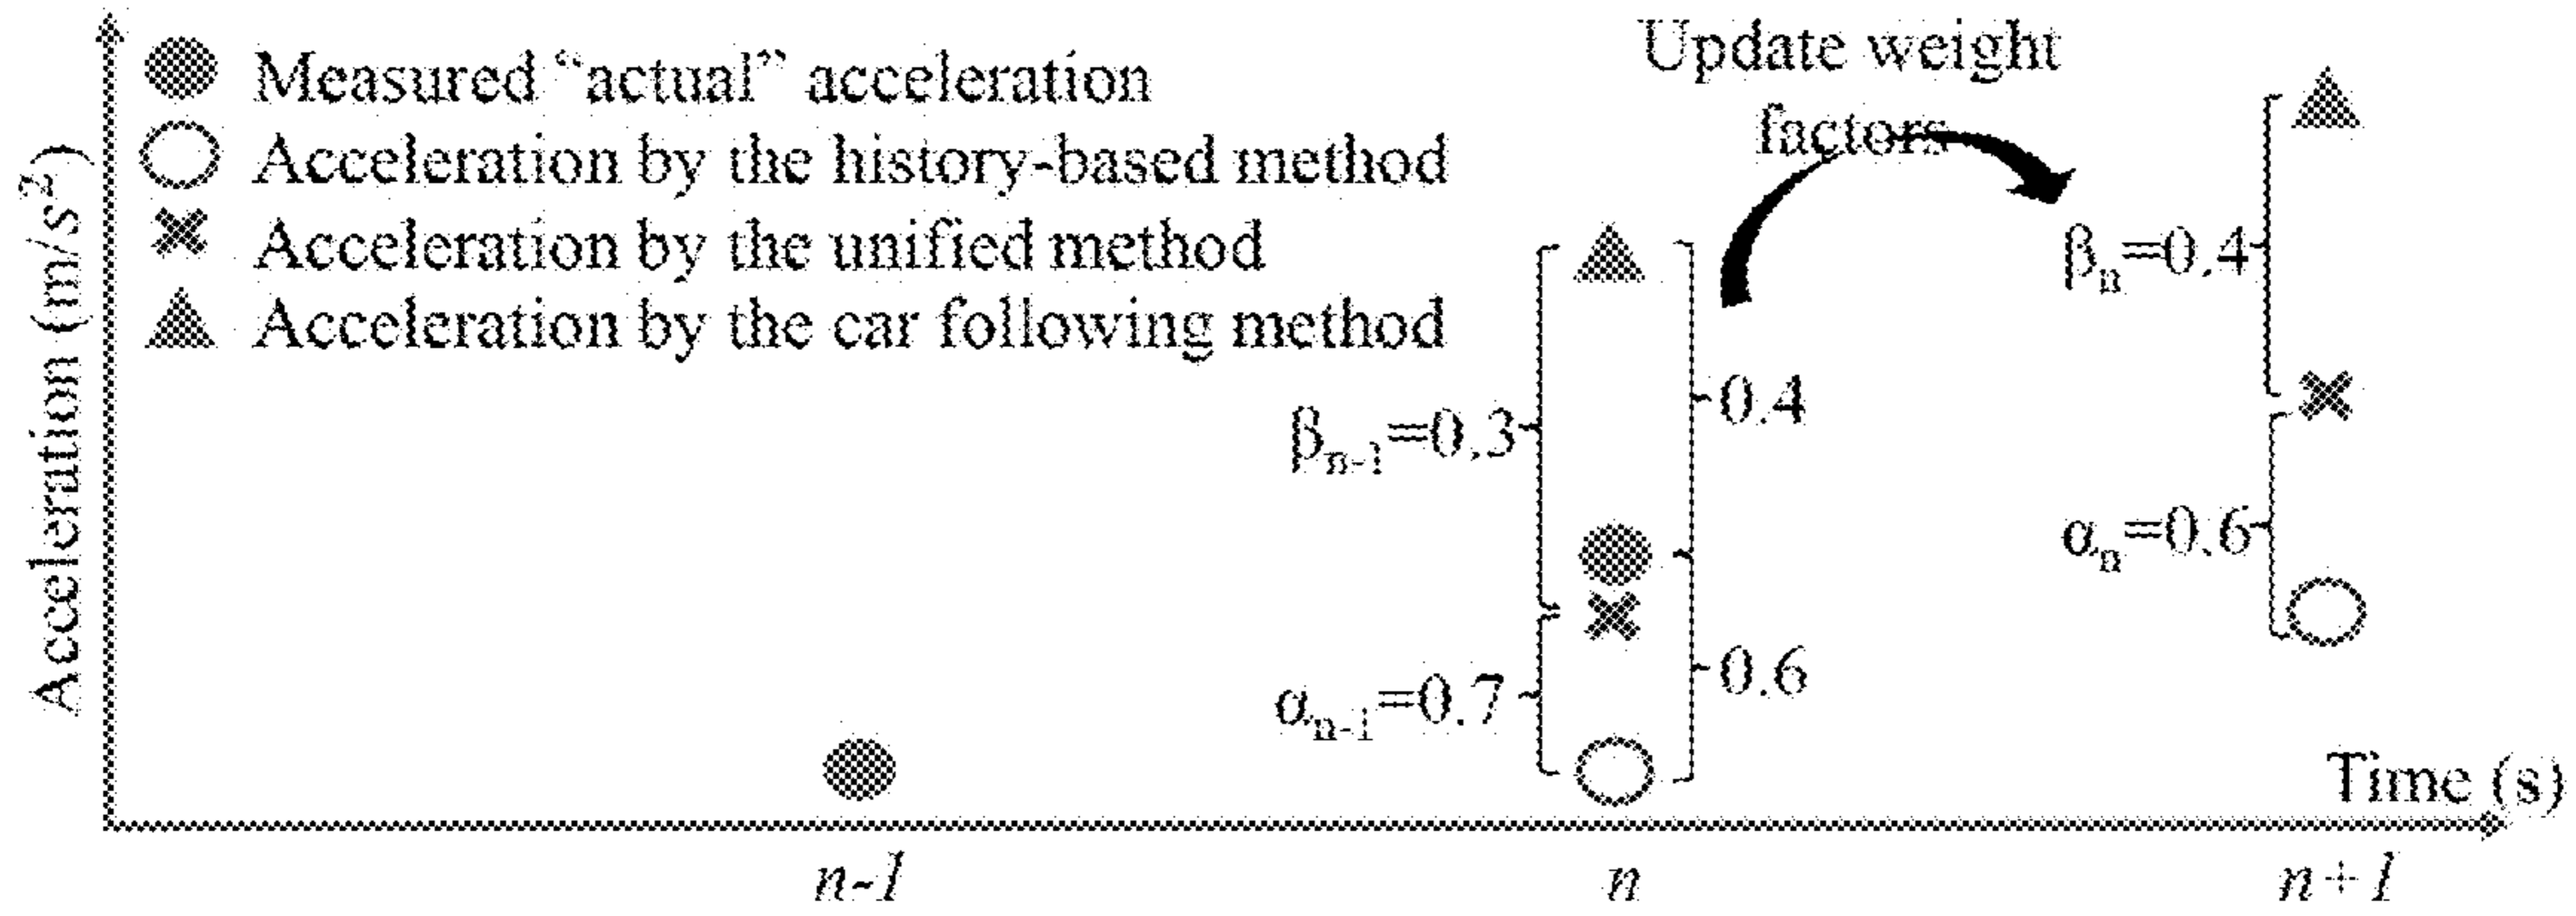 Acceleration (m/s²)
Measured “actual” acceleration
Acceleration by the history-based method
Acceleration by the unified method
Acceleration by the car following method
Update weight
factors
βn-1=0.3
αn-1=0.7
0.4
0.6
βn=0.4
αn=0.6
Time (s)
n-1
n
n+1